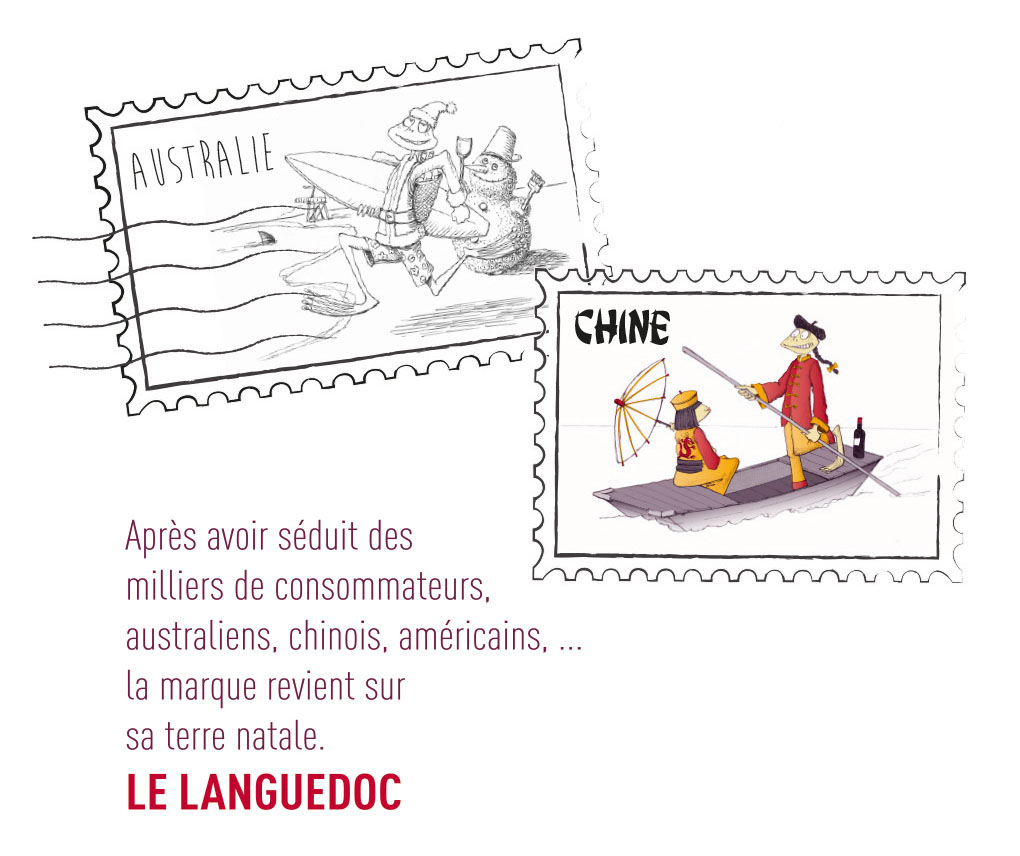 AUSTRALIE
CHINE
Après avoir séduit des
milliers de consommateurs,
australiens, chinois, américains, ...
la marque revient sur
sa terre natale.
LE LANGUEDOC